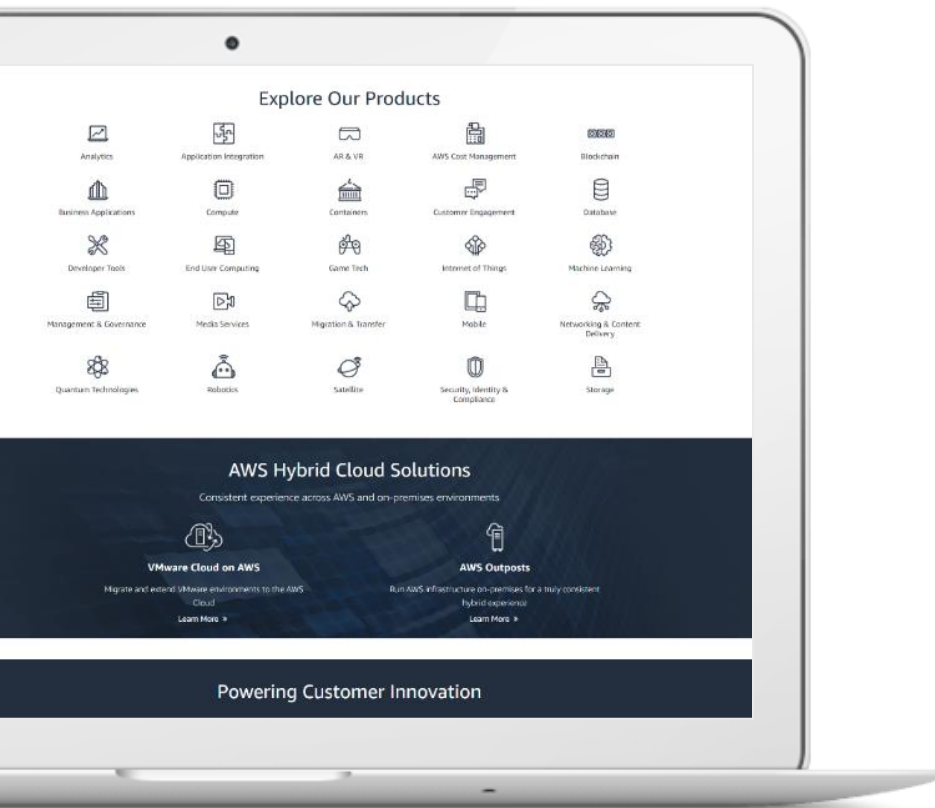 Explore Our Products
Analytics
Application Integration
AR & VR
AWS Cost Management
Blockchain
Business Applications
Compute
Containers
Customer Engagement
Database
Developer Tools
End User Computing
Game Tech
Internet of Things
Machine Learning
Management & Governance
Media Services
Migration & Transfer
Mobile
Networking & Content
Delivery
Quantum Technologies
Robotics
Satellite
Security, Identity &
Compliance
Storage
AWS Hybrid Cloud Solutions
Consistent experience across AWS and on-premises environments
VMware Cloud on AWS
Migrate and extend VMware environments to the AWS
Cloud
Learn More »
AWS Outposts
Run AWS infrastructure on-premises for a truly consistent
hybrid experience
Learn More »
Powering Customer Innovation